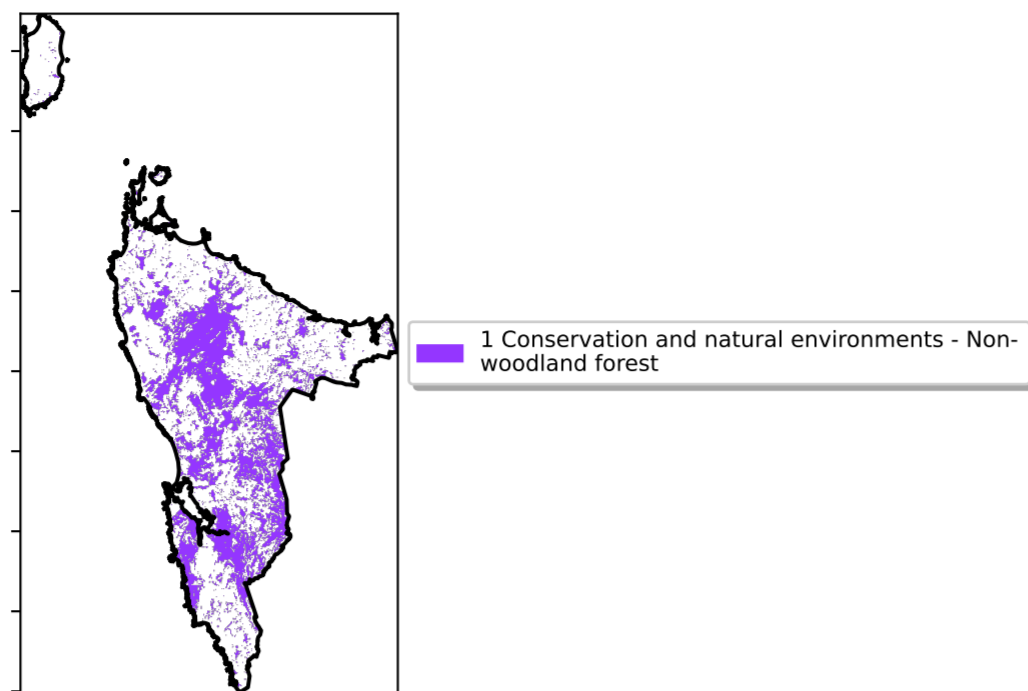 1 Conservation and natural environments - Non-
woodland forest